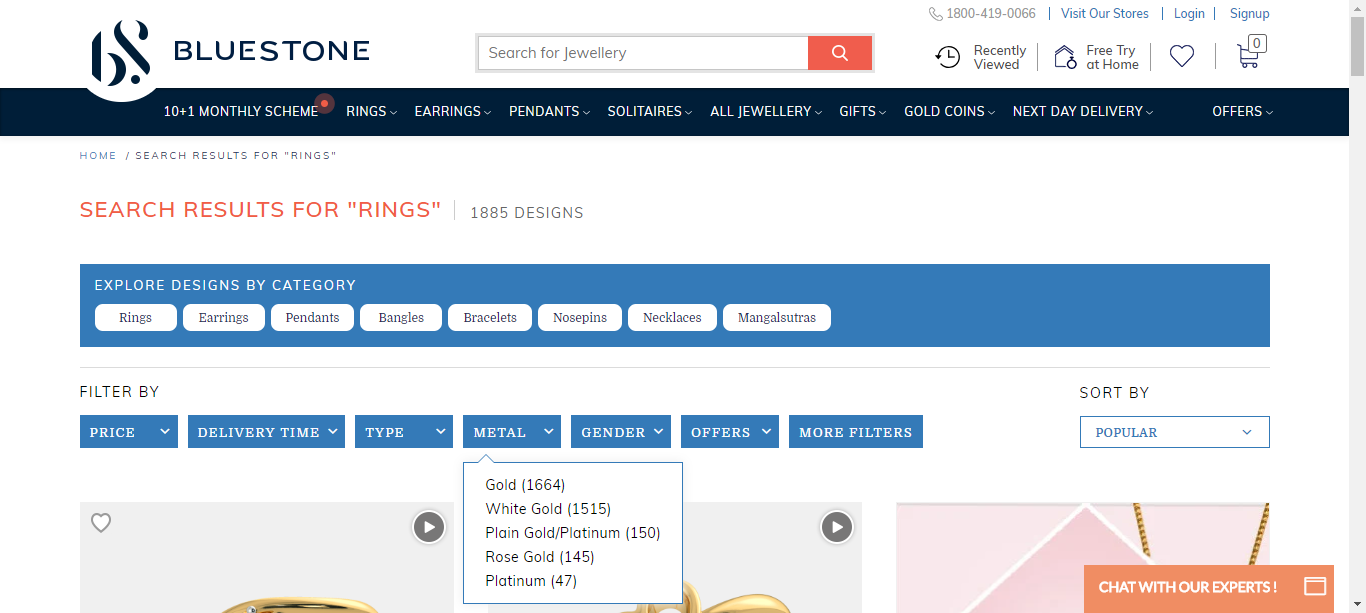 1800-419-0066 | Visit Our Stores | Login | Signup
BLUESTONE
Search for Jewellery
Recently Viewed
Free Try at Home
0
10+1 MONTHLY SCHEME RINGS EARRINGS PENDANTS SOLITAIRES ALL JEWELLERY GIFTS GOLD COINS NEXT DAY DELIVERY OFFERS
HOME / SEARCH RESULTS FOR "RINGS"
SEARCH RESULTS FOR "RINGS" 1885 DESIGNS
EXPLORE DESIGNS BY CATEGORY
Rings Earrings Pendants Bangles Bracelets Nosepins Necklaces Mangalsutras
FILTER BY
SORT BY
PRICE DELIVERY TIME TYPE METAL GENDER OFFERS MORE FILTERS
POPULAR
Gold (1664)
White Gold (1515)
Plain Gold/Platinum (150)
Rose Gold (145)
Platinum (47)
CHAT WITH OUR EXPERTS !